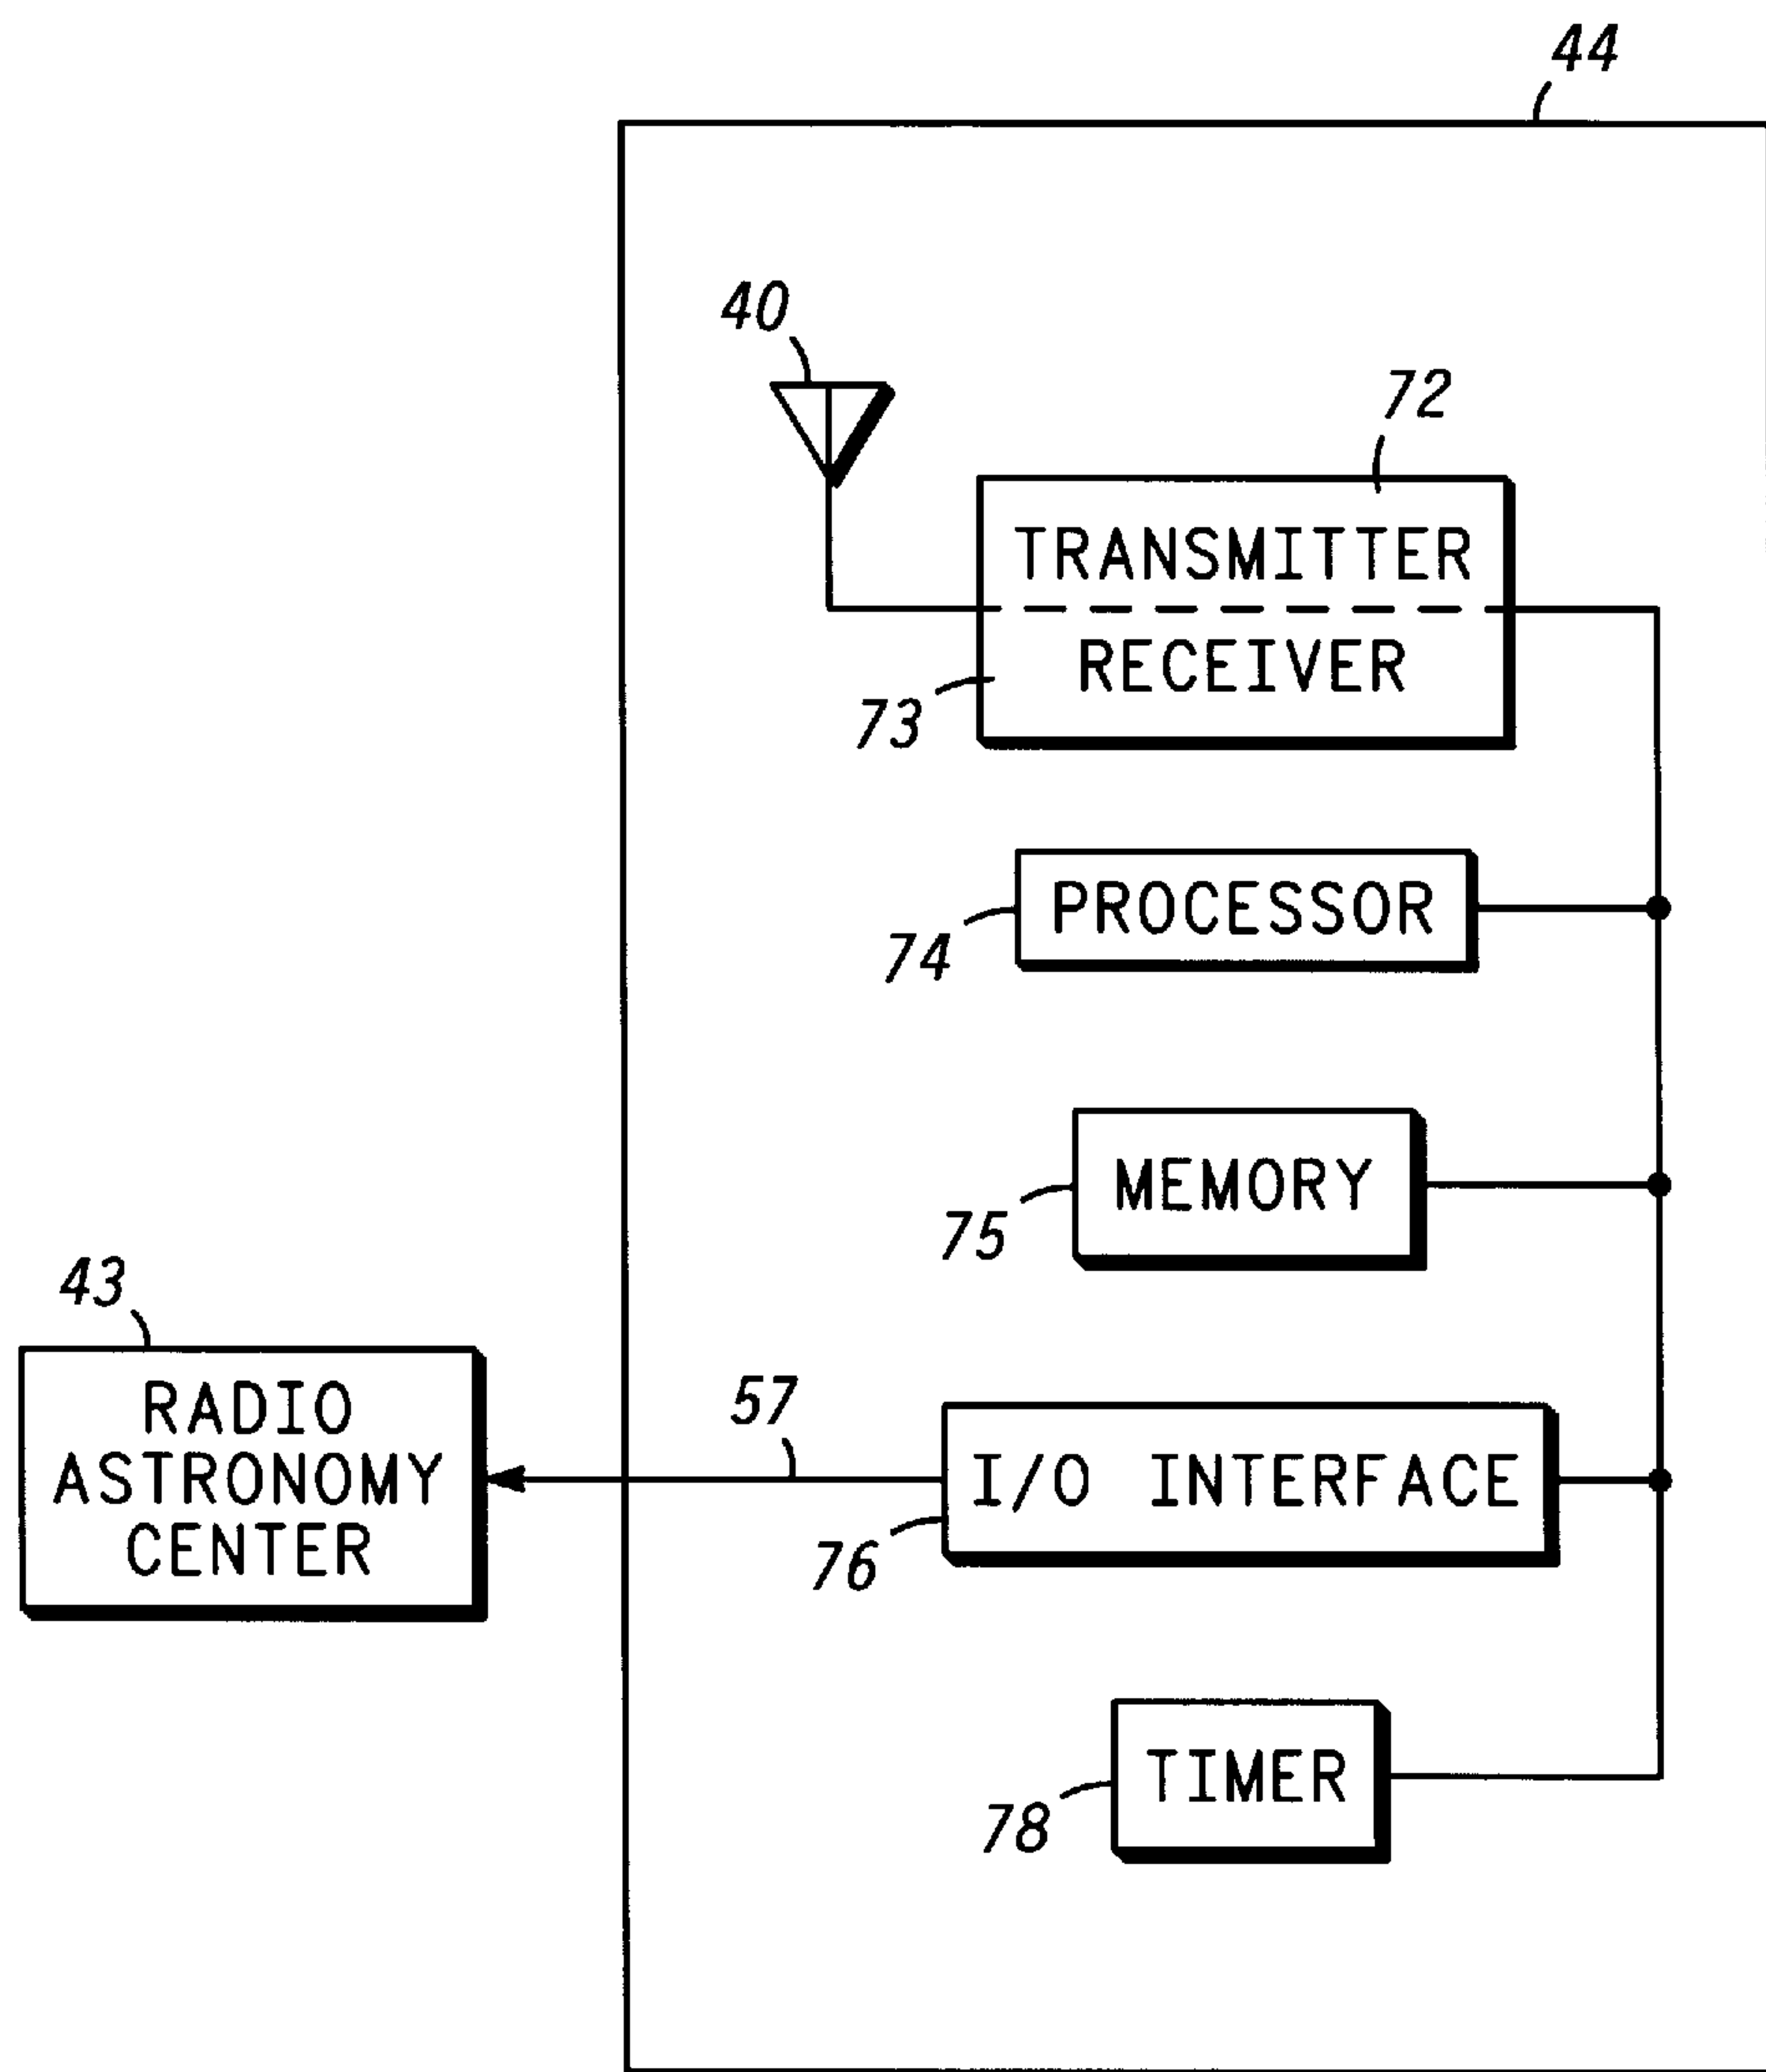 44
40
72
TRANSMITTER
RECEIVER
73
PROCESSOR
74
MEMORY
75
43
RADIO
ASTRONOMY
CENTER
57
I/O INTERFACE
76
TIMER
78